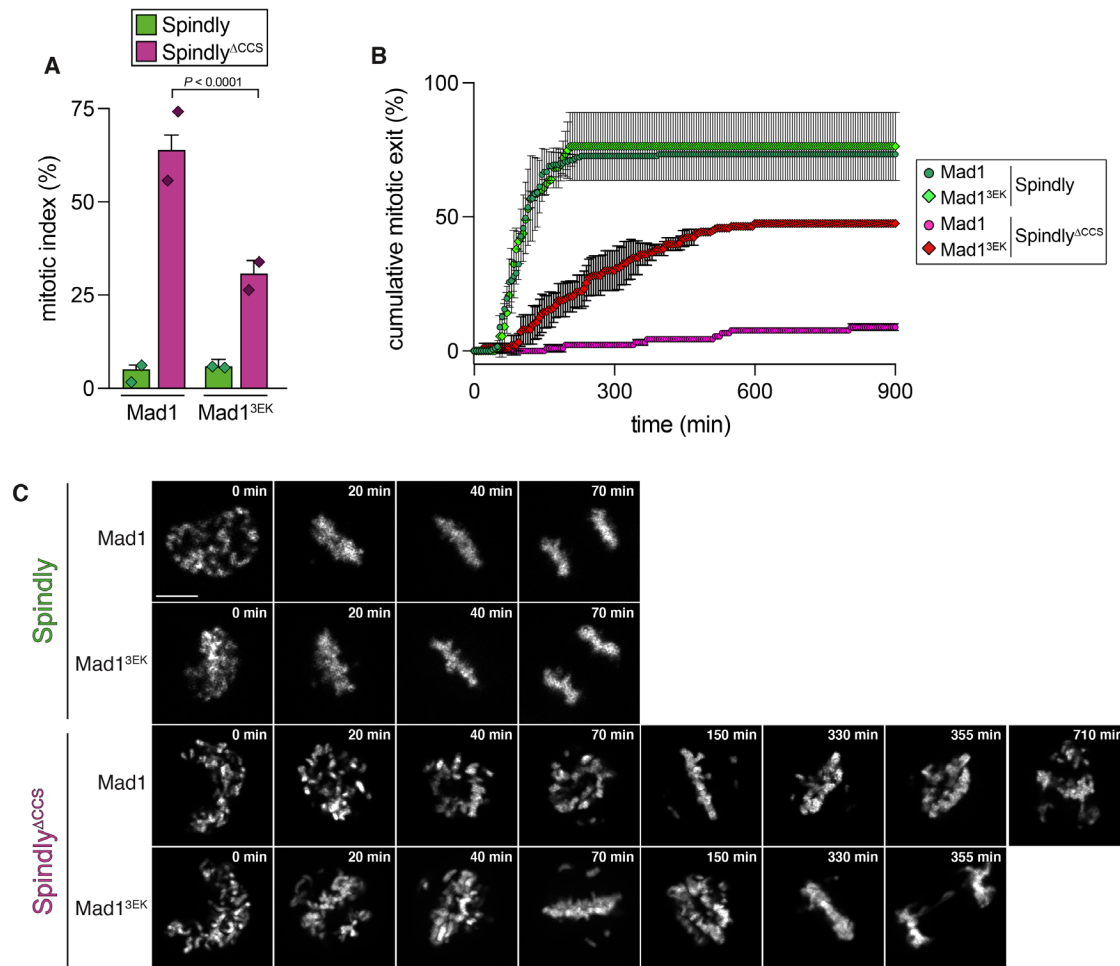 Spindly
Spindly^ΔCCS
A
P < 0.0001
mitotic index (%)
75
50
25
0
Mad1 Mad1^3EK
B
cumulative mitotic exit (%)
100
50
0
0 300 600 900
time (min)
Mad1
Mad1^3EK
Spindly
Mad1
Mad1^3EK
Spindly^ΔCCS
C
Spindly
Mad1
0 min 20 min 40 min 70 min
Mad1^3EK
0 min 20 min 40 min 70 min
Spindly^ΔCCS
Mad1
0 min 20 min 40 min 70 min 150 min 330 min 355 min 710 min
Mad1^3EK
0 min 20 min 40 min 70 min 150 min 330 min 355 min